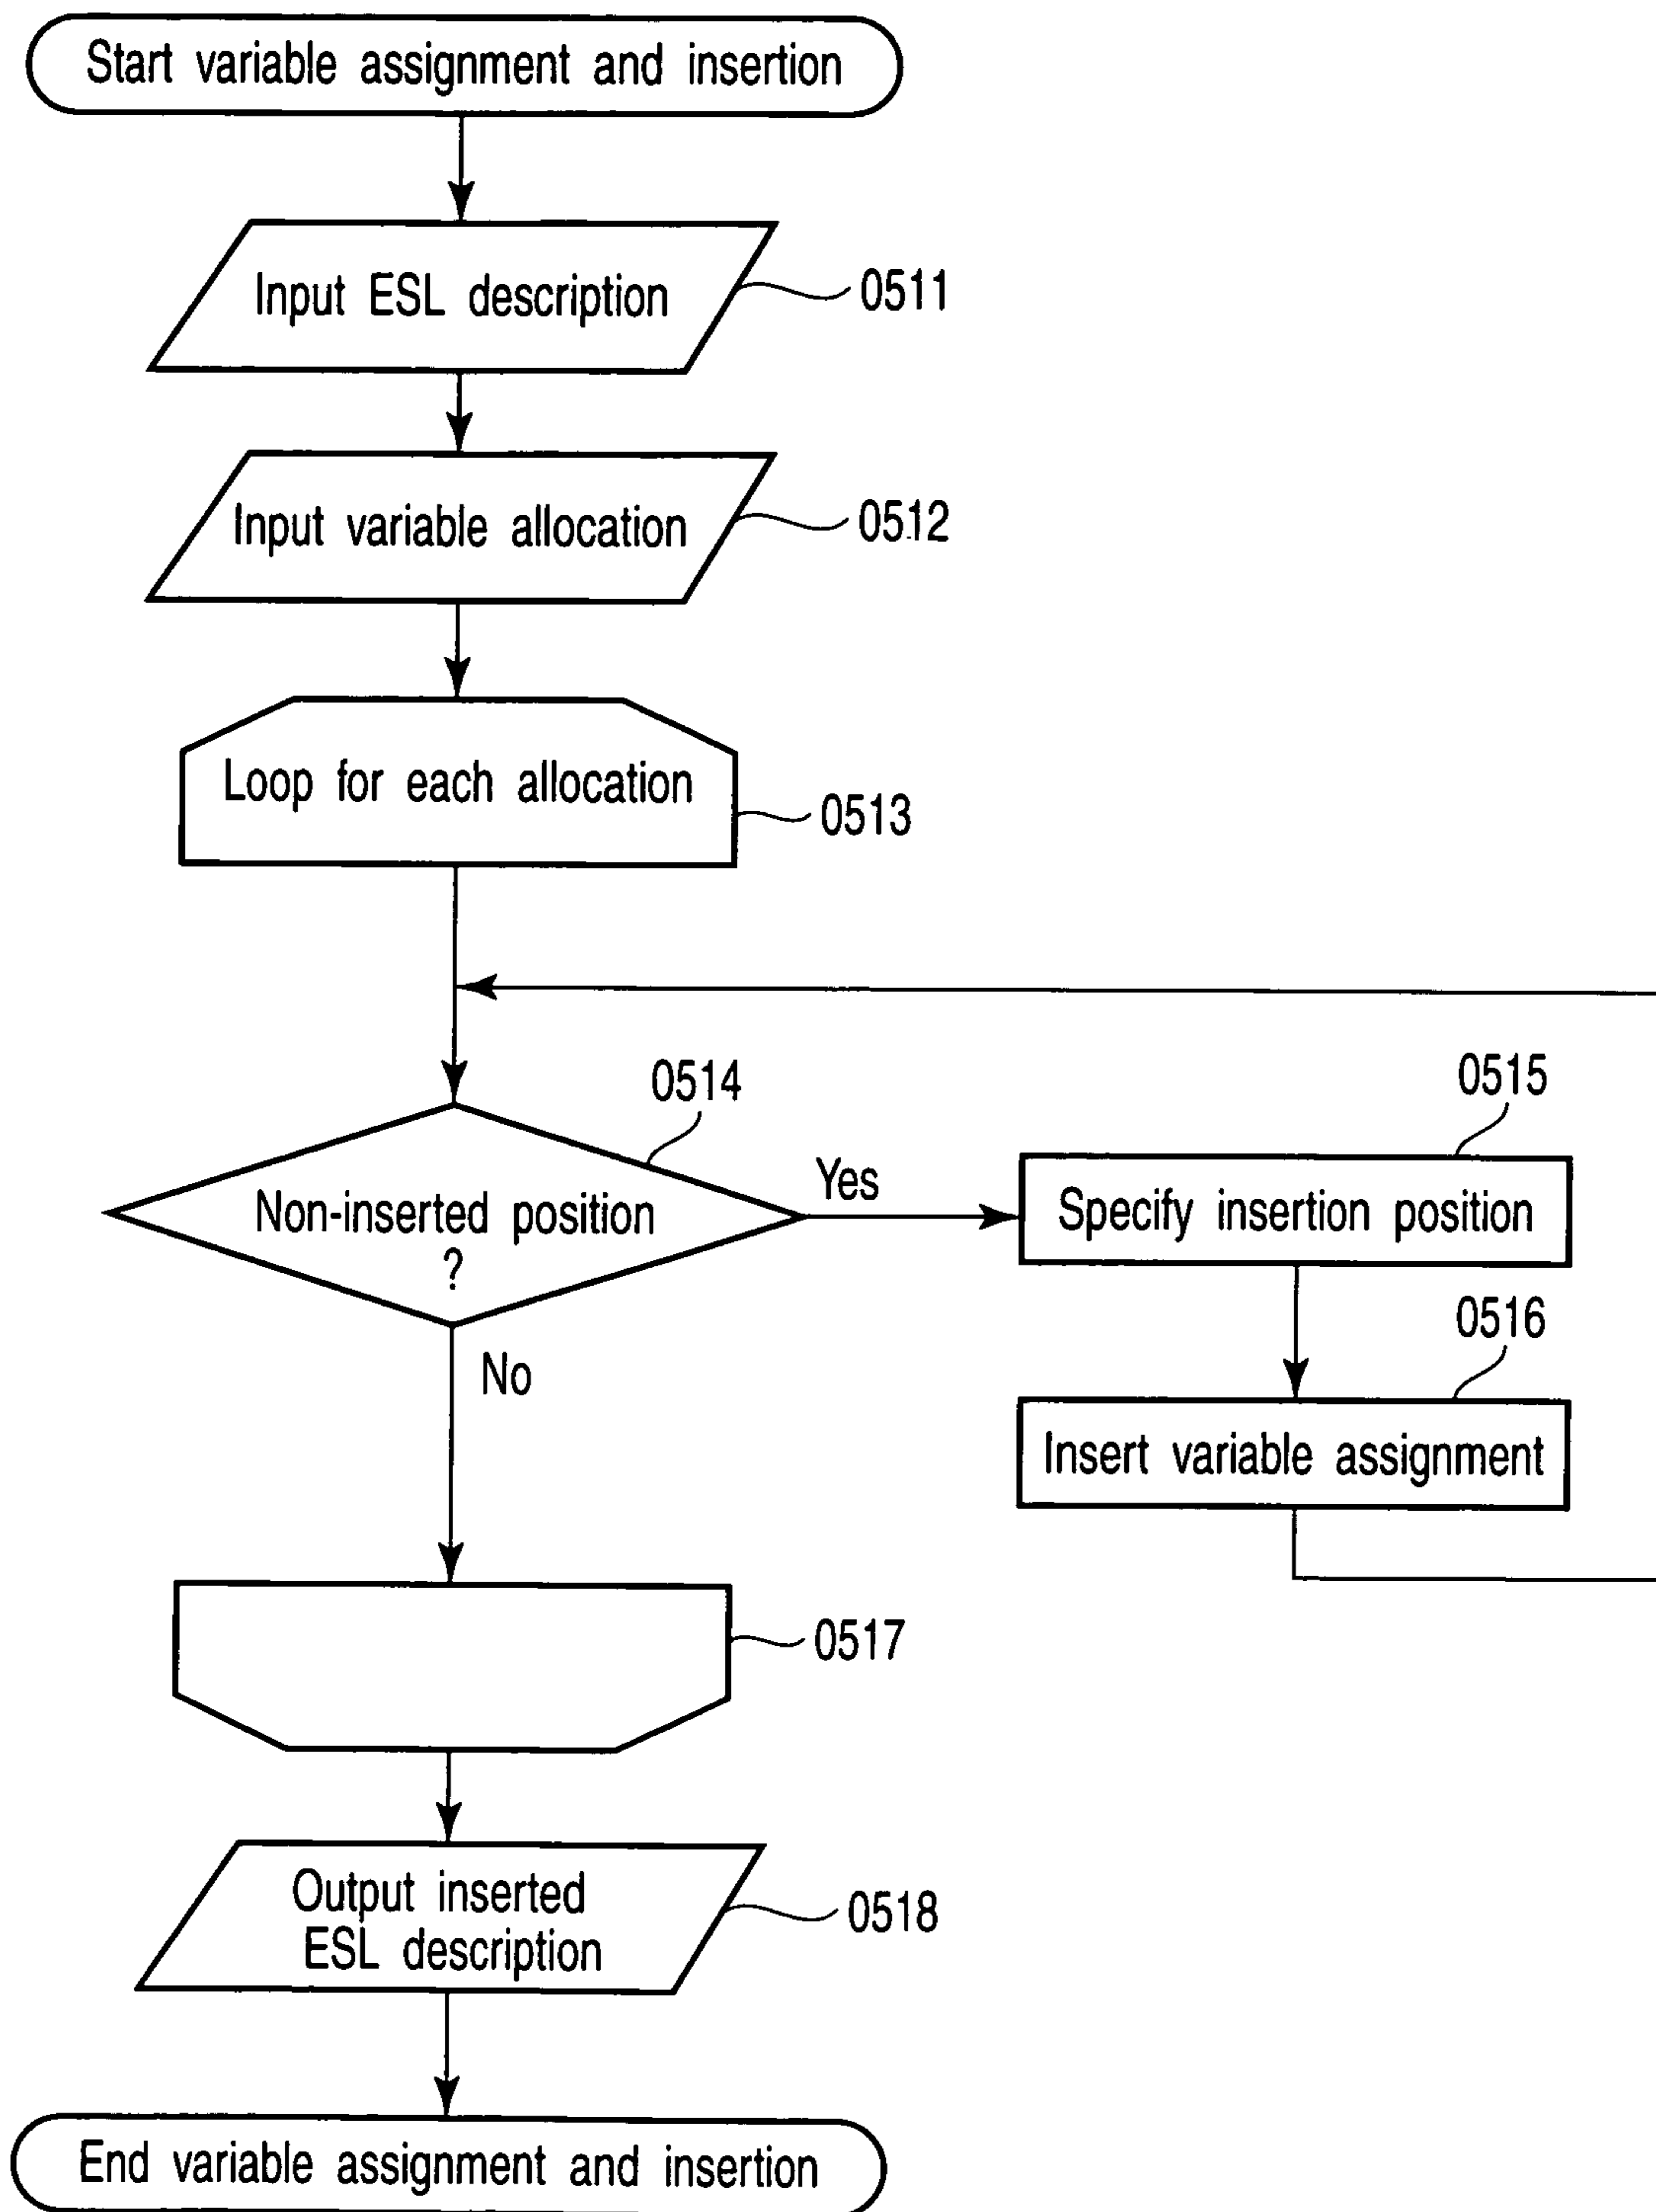 Start variable assignment and insertion
Input ESL description
0511
Input variable allocation
0512
Loop for each allocation
0513
0514
Non-inserted position
?
Yes
0515
Specify insertion position
0516
Insert variable assignment
No
0517
Output inserted
ESL description
0518
End variable assignment and insertion